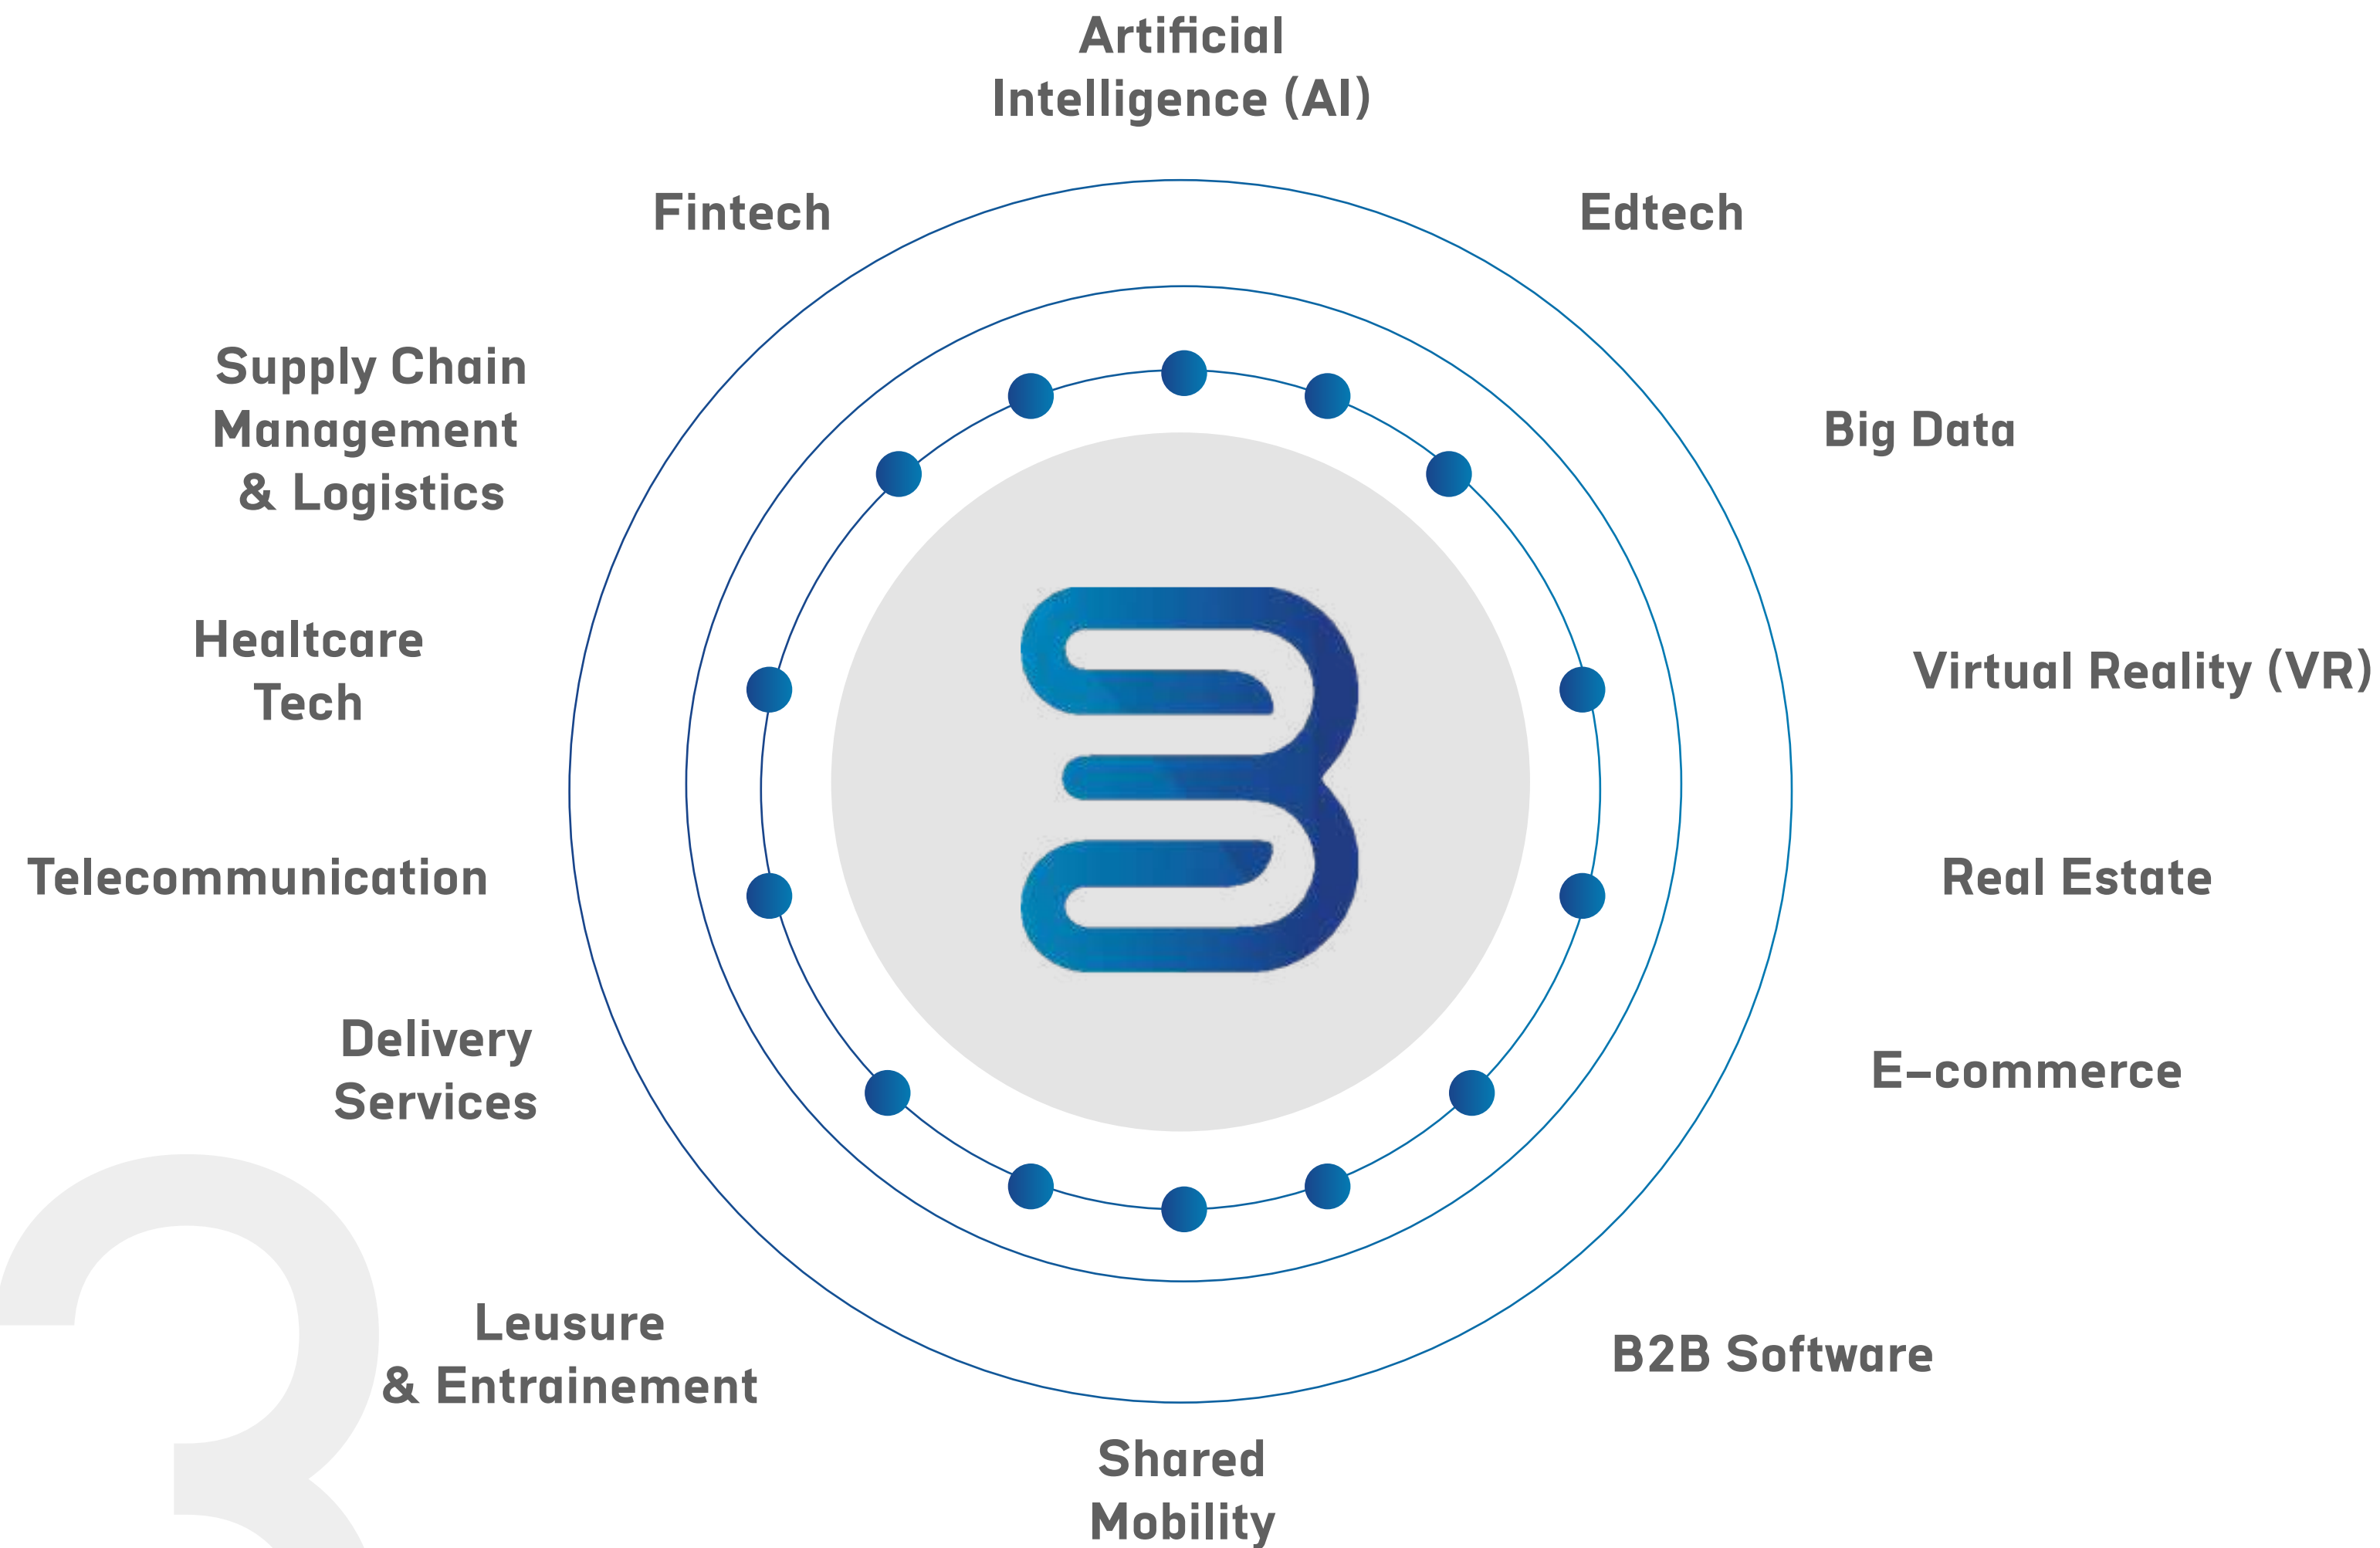 Artificial
Intelligence (AI)
Fintech
Edtech
Supply Chain
Management
& Logistics
Big Data
Healtcare
Tech
Virtual Reality (VR)
Telecommunication
Real Estate
Delivery
Services
E-commerce
Leusure
& Entrainement
B2B Software
Shared
Mobility
3